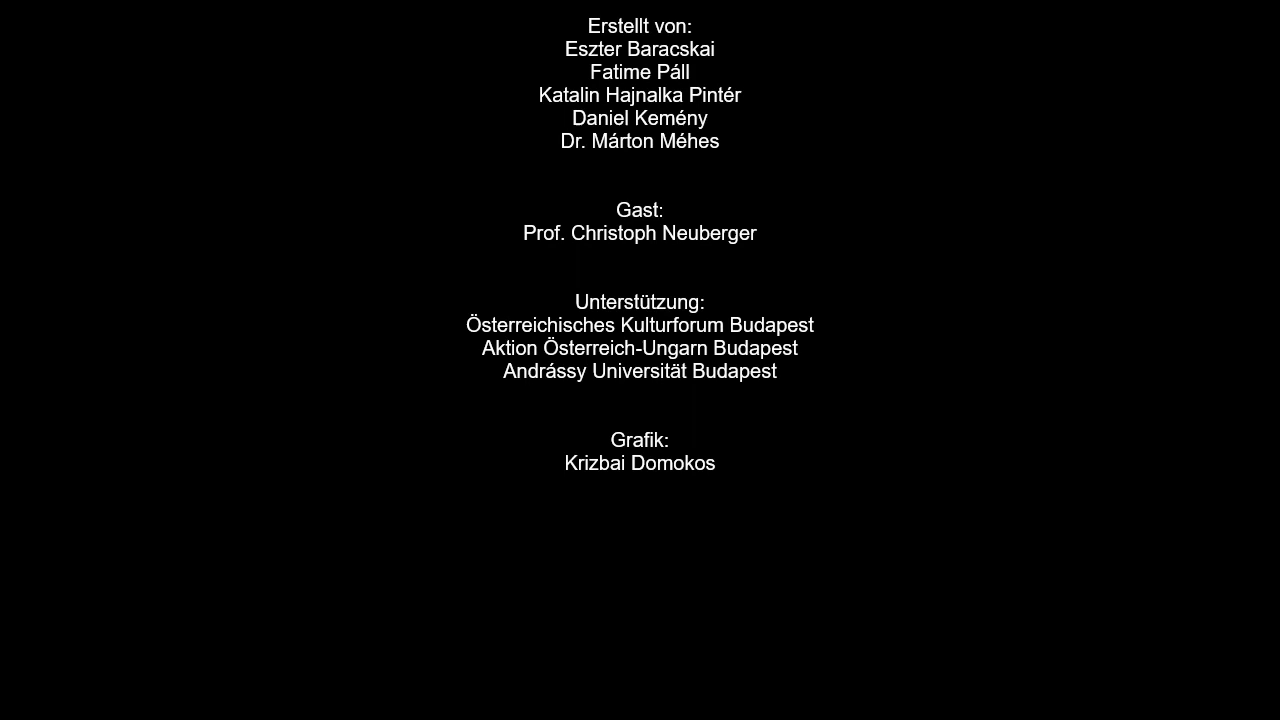 Erstellt von:
Eszter Baracskai
Fatime Páll
Katalin Hajnalka Pintér
Daniel Kemény
Dr. Márton Méhes
Gast:
Prof. Christoph Neuberger
Unterstützung:
Österreichisches Kulturforum Budapest
Aktion Österreich-Ungarn Budapest
Andrássy Universität Budapest
Grafik:
Krizbai Domokos